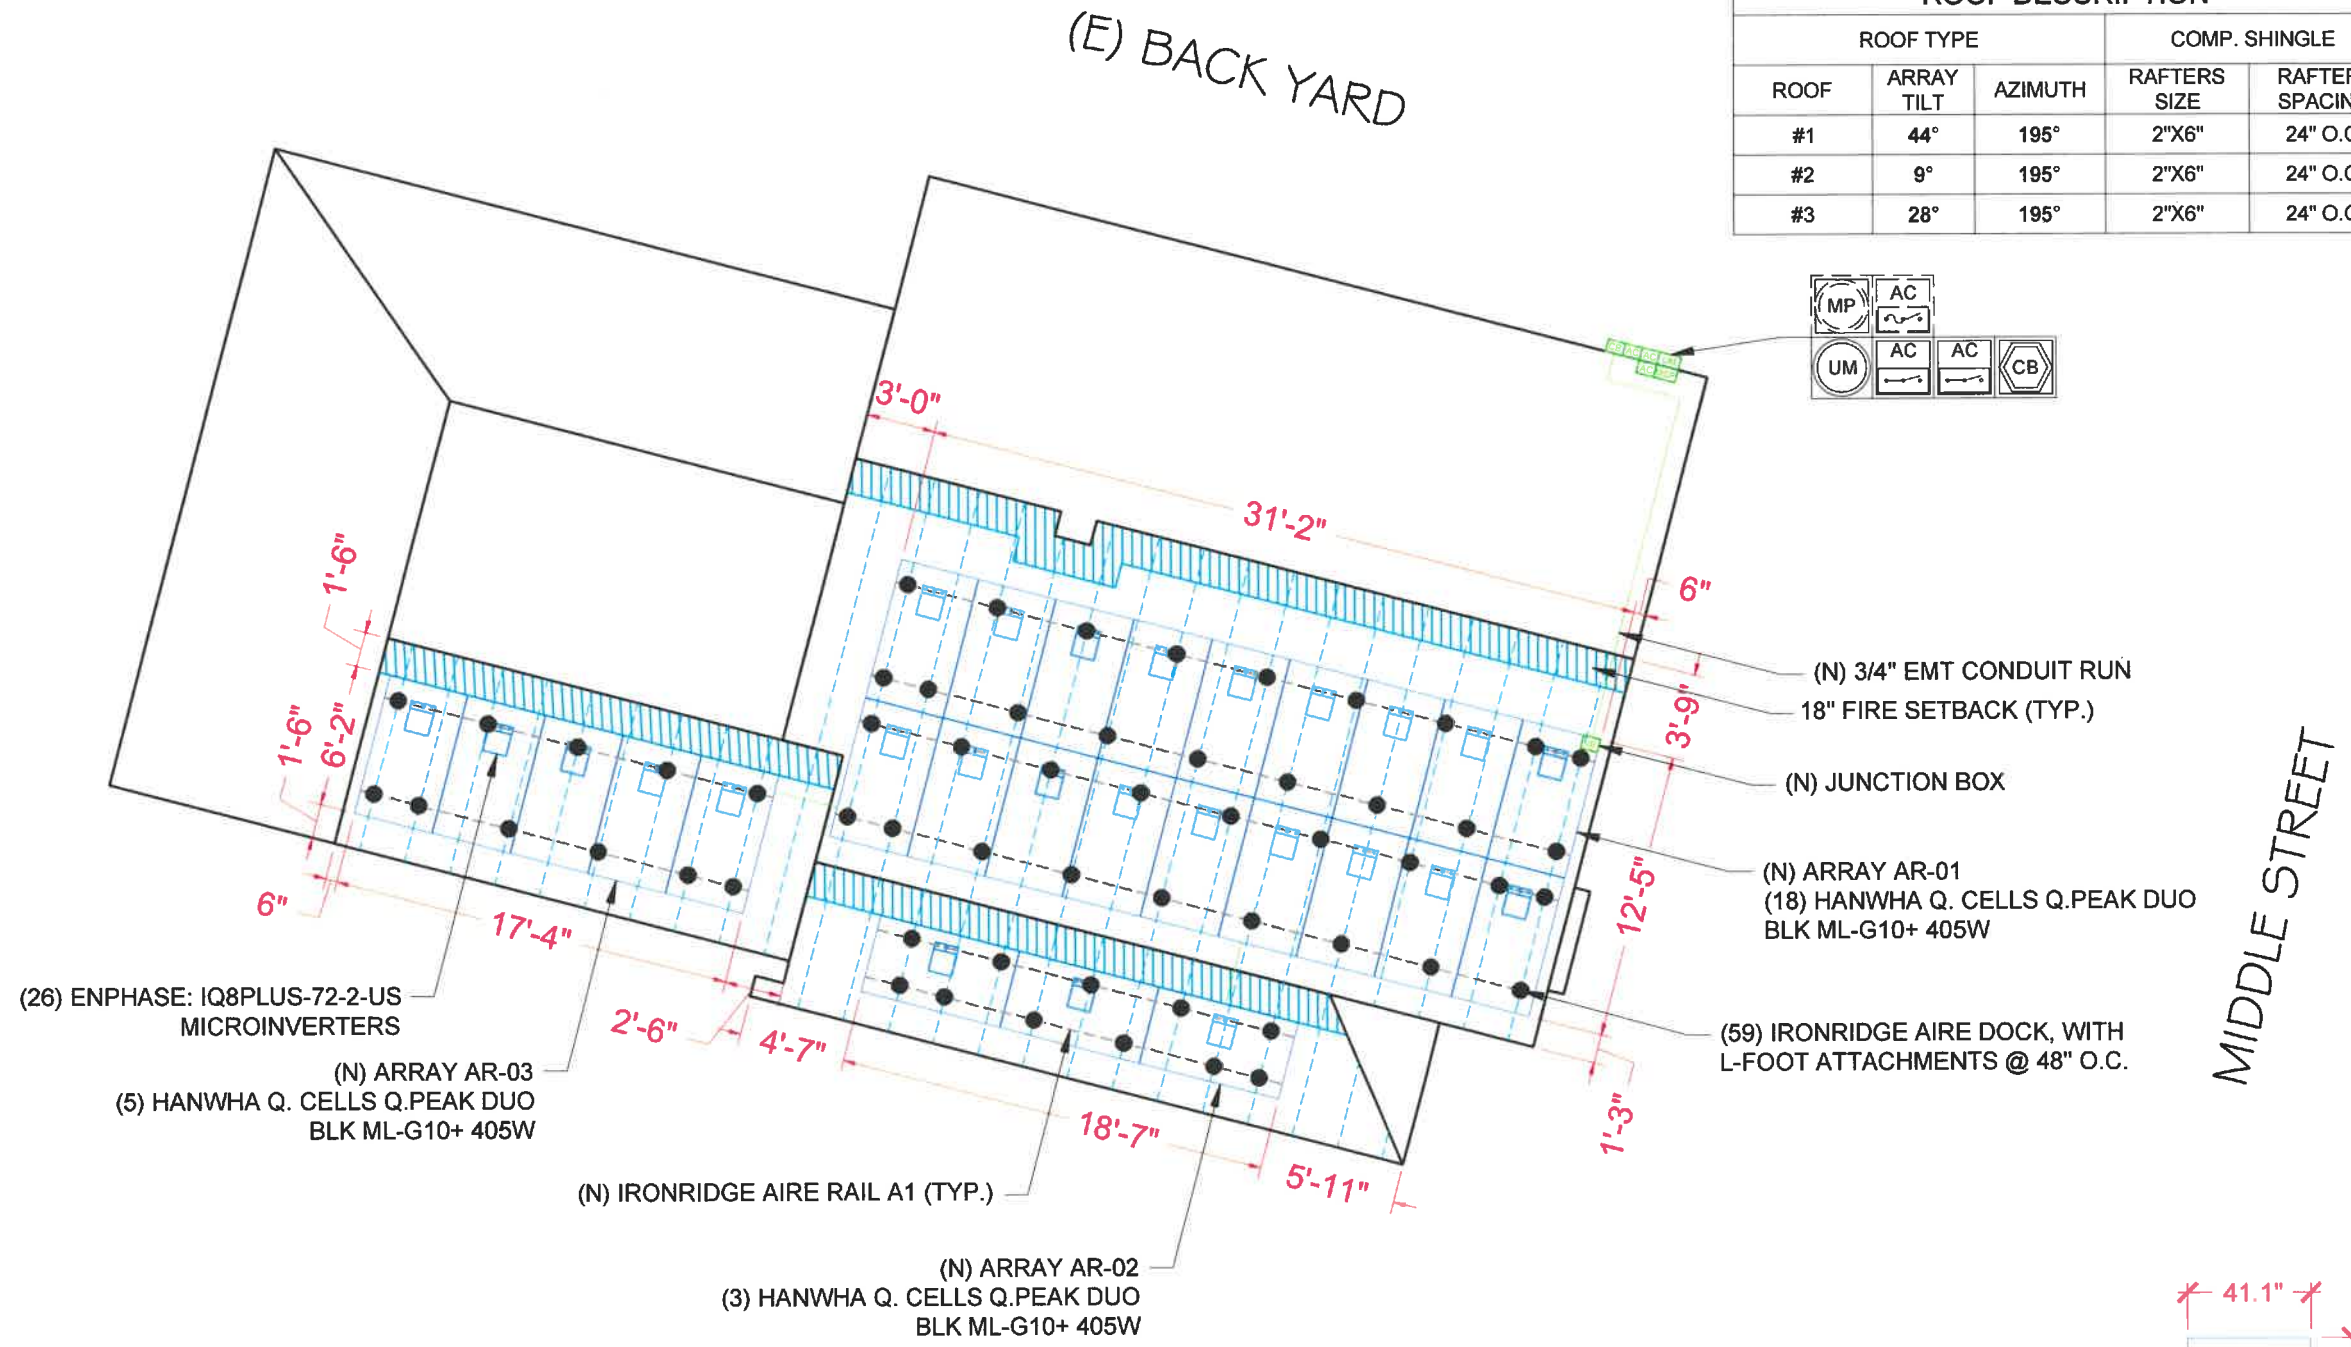 (E) BACK YARD
ROOF DESCRIPTION
ROOF TYPE COMP. SHINGLE
ROOF ARRAY TILT AZIMUTH RAFTERS SIZE
#1 44° 195° 2"X6" 24"
#2 9° 195° 2"X6" 24"
#3 28° 195° 2"X6" 24"
MP AC
UM AC AC CB
3'-0"
31'-2"
6"
1'-6"
1'-6"
6'-2"
6"
17'-4"
2'-6"
4'-7"
18'-7"
5'-11"
3'-9"
12'-5"
1'-3"
(N) 3/4" EMT CONDUIT RUN
18" FIRE SETBACK (TYP.)
(N) JUNCTION BOX
(N) ARRAY AR-01
(18) HANWHA Q. CELLS Q.PEAK DUO
BLK ML-G10+ 405W
(59) IRONRIDGE AIRE DOCK, WITH
L-FOOT ATTACHMENTS @ 48" O.C.
MIDDLE STREET
(26) ENPHASE: IQ8PLUS-72-2-US
MICROINVERTERS
(N) ARRAY AR-03
(5) HANWHA Q. CELLS Q.PEAK DUO
BLK ML-G10+ 405W
(N) IRONRIDGE AIRE RAIL A1 (TYP.)
(N) ARRAY AR-02
(3) HANWHA Q. CELLS Q.PEAK DUO
BLK ML-G10+ 405W
41.1"